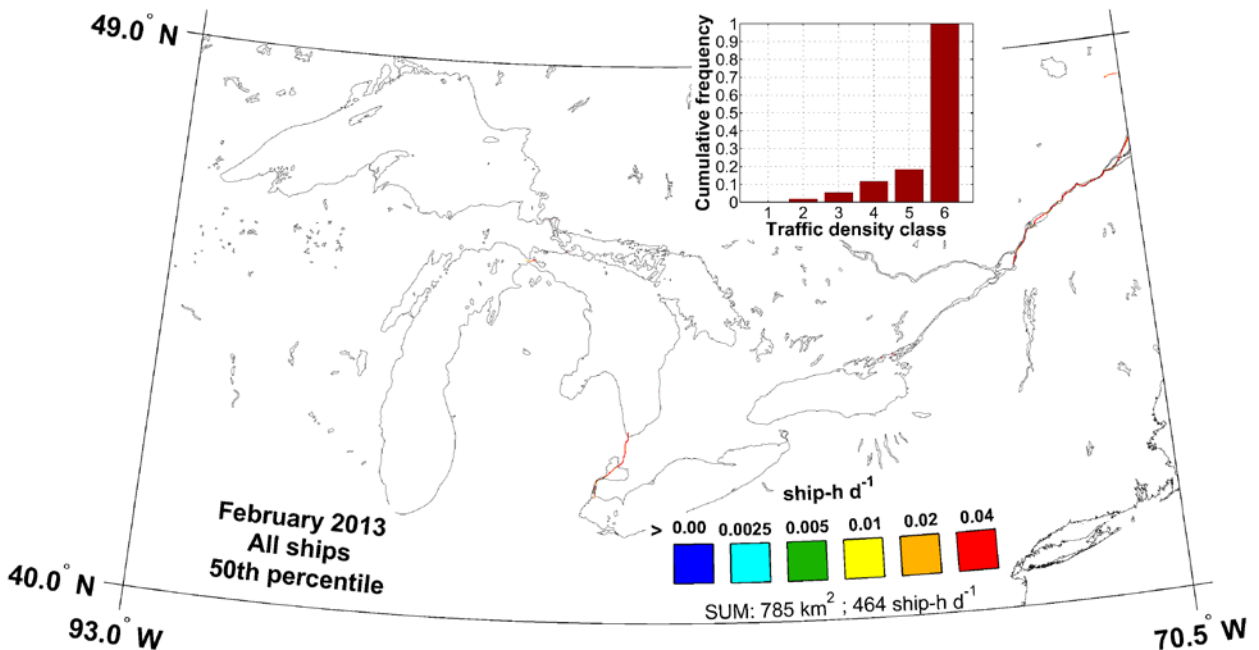 49.0° N
Cumulative frequency
1
0.9
0.8
0.7
0.6
0.5
0.4
0.3
0.2
0.1
0
1 2 3 4 5 6
Traffic density class
February 2013
All ships
50th percentile
ship-h d⁻¹
> 0.00 0.0025 0.005 0.01 0.02 0.04
SUM: 785 km² ; 464 ship-h d⁻¹
40.0° N
93.0° W
70.5° W